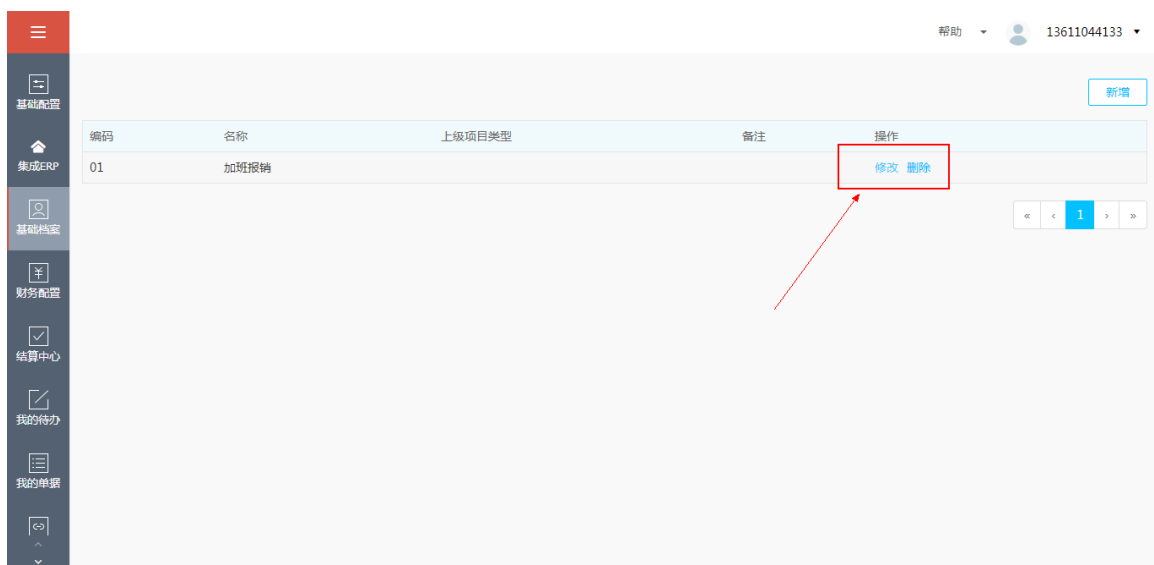 帮助 13611044133
新增
基础配置
集成ERP
基础档案
财务配置
结算中心
我的待办
我的单据
编码 名称 上级项目类型 备注 操作
01 加班报销 修改 删除
« ‹ 1 › »